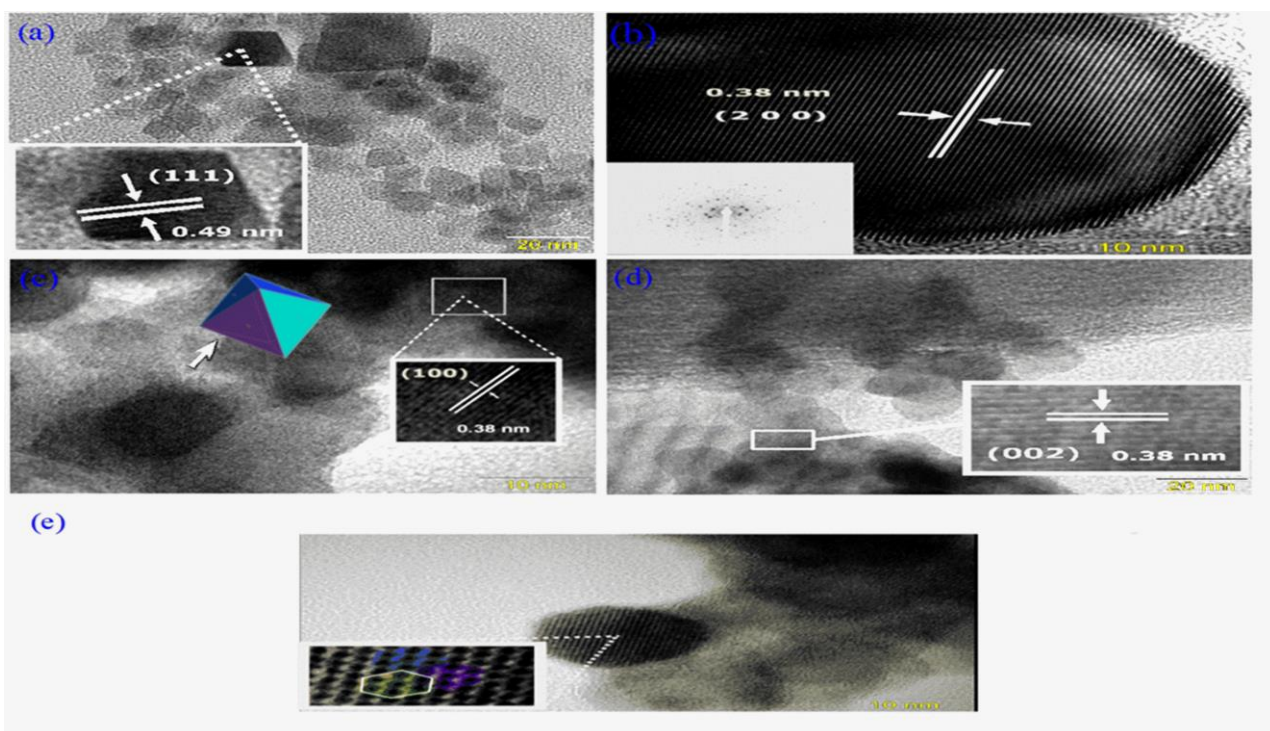 (a)
(111)
0.49 nm
20 nm
(b)
0.38 nm
(2 0 0)
10 nm
(c)
(100)
0.38 nm
10 nm
(d)
(002)
0.38 nm
20 nm
(e)
10 nm